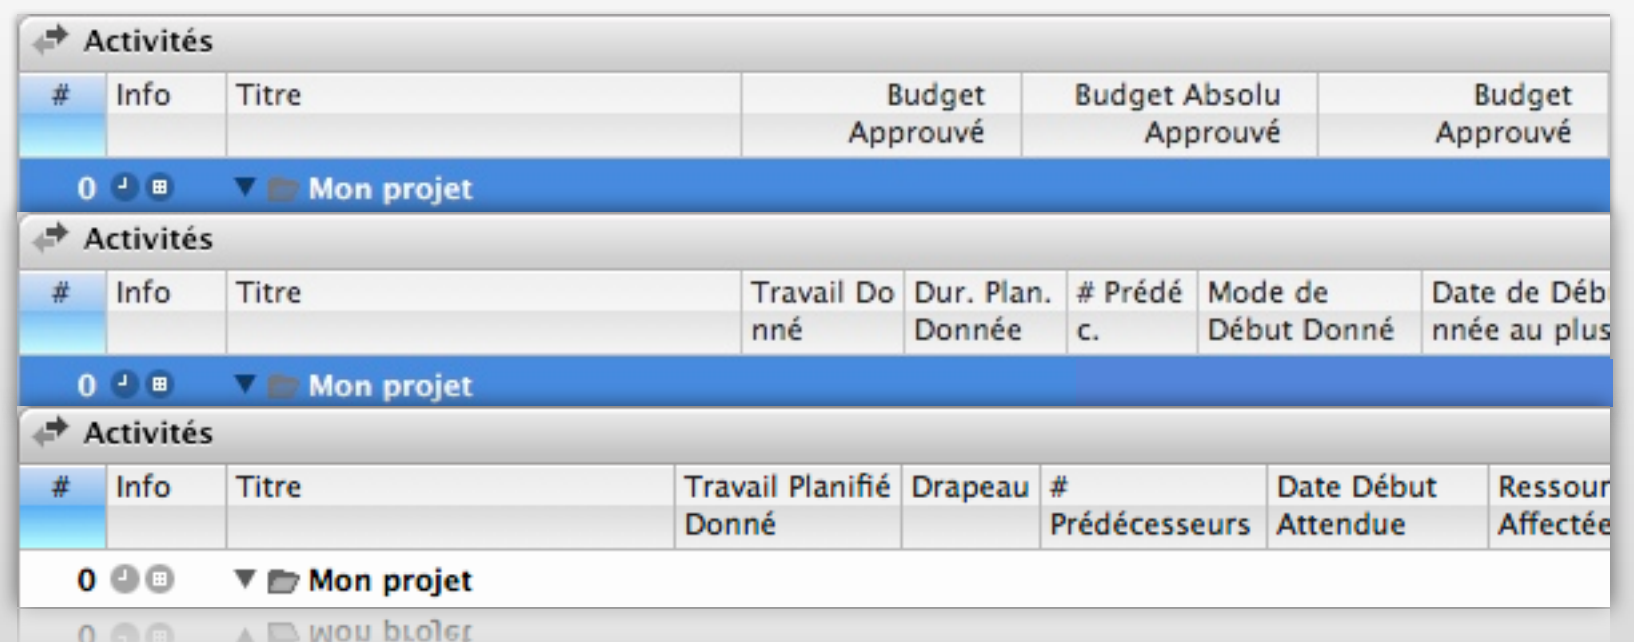 Activités
# Info Titre Budget Budget Absolu Budget
Approuvé Approuvé Approuvé
0 Mon projet
Activités
# Info Titre Travail Do Dur. Plan. # Prédé Mode de Date de Déb
nné Donnée c. Début Donné nnée au plus
0 Mon projet
Activités
# Info Titre Travail Planifié Drapeau # Date Début Ressour
Donné Prédécesseurs Attendue Affectée
0 Mon projet